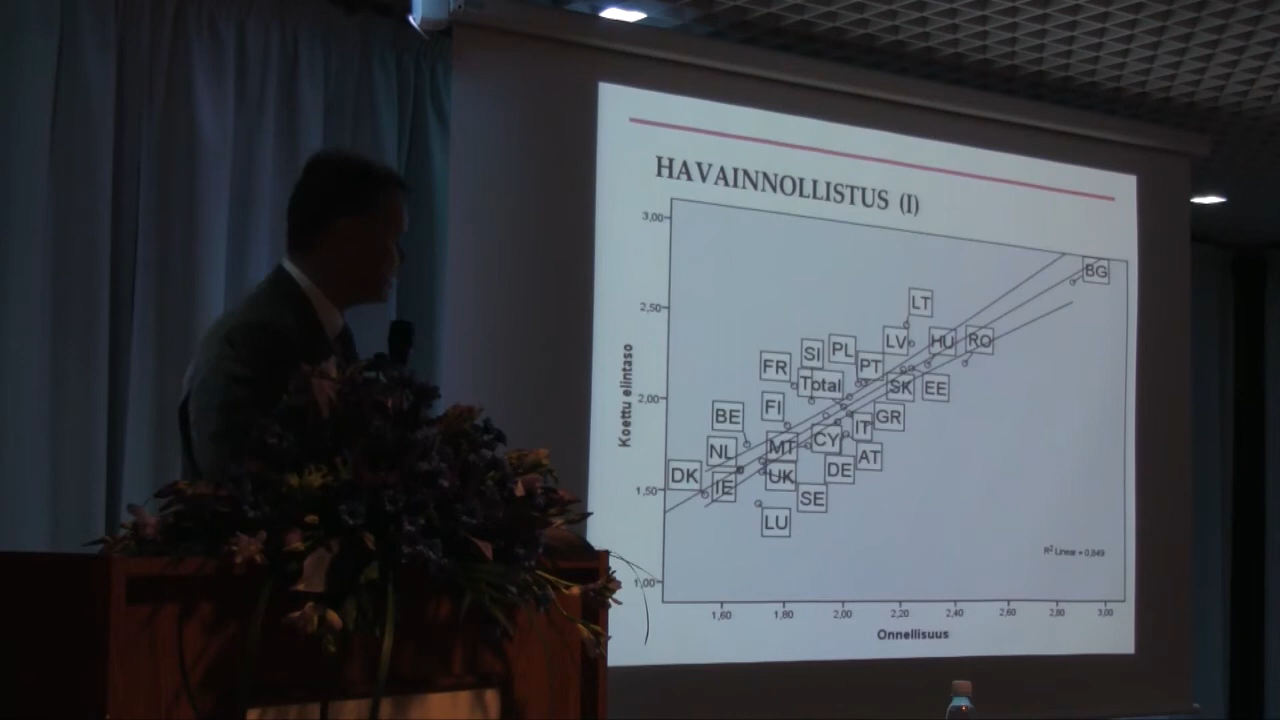 HAVAINNOLLISTUS (I)
3,00
2,50
2,00
1,50
1,00
Koettu elintaso
BG
LT
LV
HU
RO
SI
PL
FR
PT
Total
SK
EE
BE
FI
GR
IT
NL
MT
CY
AT
DK
IE
UK
DE
SE
LU
R² Linear = 0,849
1,60
1,80
2,00
2,20
2,40
2,60
2,80
3,00
Onnellisuus